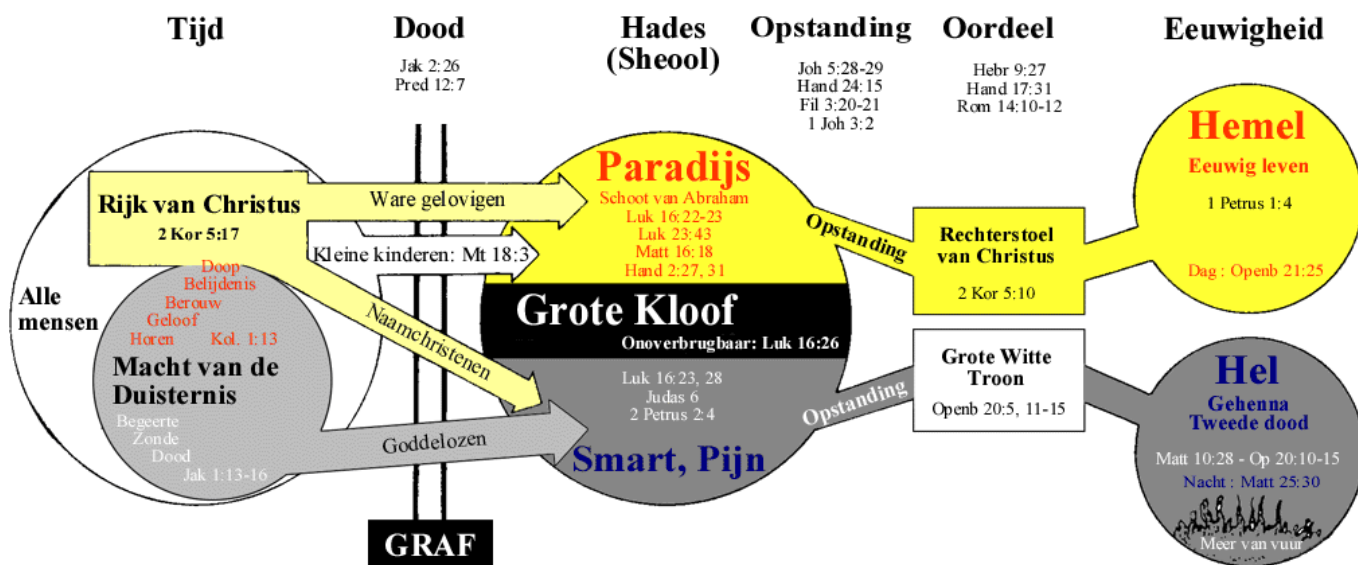 Tijd
Dood
Jak 2:26
Pred 12:7
Hades
(Sheool)
Opstanding
Joh 5:28-29
Hand 24:15
Fil 3:20-21
1 Joh 3:2
Oordeel
Hebr 9:27
Hand 17:31
Rom 14:10-12
Eeuwigheid
Alle
mensen
Rijk van Christus
2 Kor 5:17
Doop
Belijdenis
Berouw
Geloof
Horen Kol. 1:13
Macht van de
Duisternis
Begeerte
Zonde
Dood
Jak 1:13-16
Ware gelovigen
Kleine kinderen: Mt 18:3
Naamchristenen
Goddelozen
GRAF
Paradijs
Schoot van Abraham
Luk 16:22-23
Luk 23:43
Matt 16:18
Hand 2:27, 31
Grote Kloof
Onoverbrugbaar: Luk 16:26
Luk 16:23, 28
Judas 6
2 Petrus 2:4
Smart, Pijn
Opstanding
Opstanding
Rechterstoel
van Christus
2 Kor 5:10
Grote Witte
Troon
Openb 20:5, 11-15
Hemel
Eeuwig leven
1 Petrus 1:4
Dag : Openb 21:25
Hel
Gehenna
Tweede dood
Matt 10:28 - Op 20:10-15
Nacht : Matt 25:30
Meer van vuur